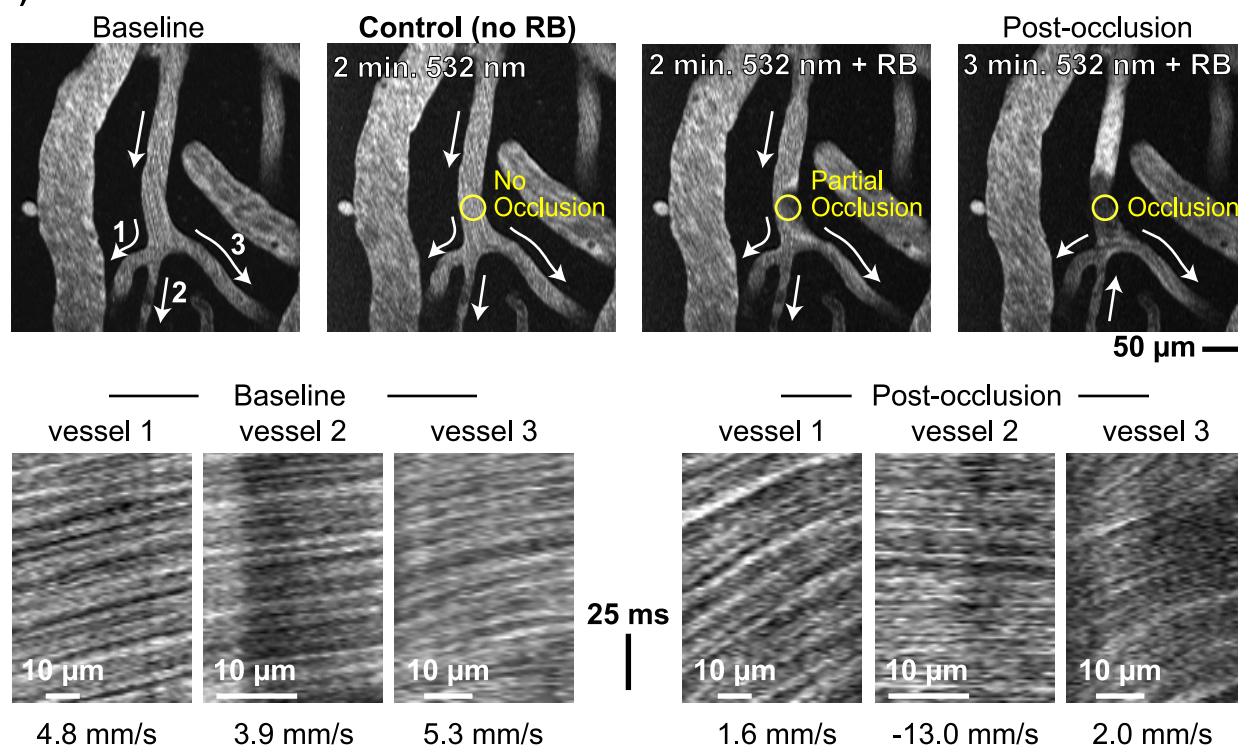 Baseline
Control (no RB)
Post-occlusion
2 min. 532 nm
2 min. 532 nm + RB
3 min. 532 nm + RB
No
Occlusion
Partial
Occlusion
Occlusion
1
3
2
50 µm
Baseline
Post-occlusion
vessel 1
vessel 2
vessel 3
vessel 1
vessel 2
vessel 3
25 ms
10 µm
10 µm
10 µm
10 µm
10 µm
10 µm
4.8 mm/s
3.9 mm/s
5.3 mm/s
1.6 mm/s
-13.0 mm/s
2.0 mm/s